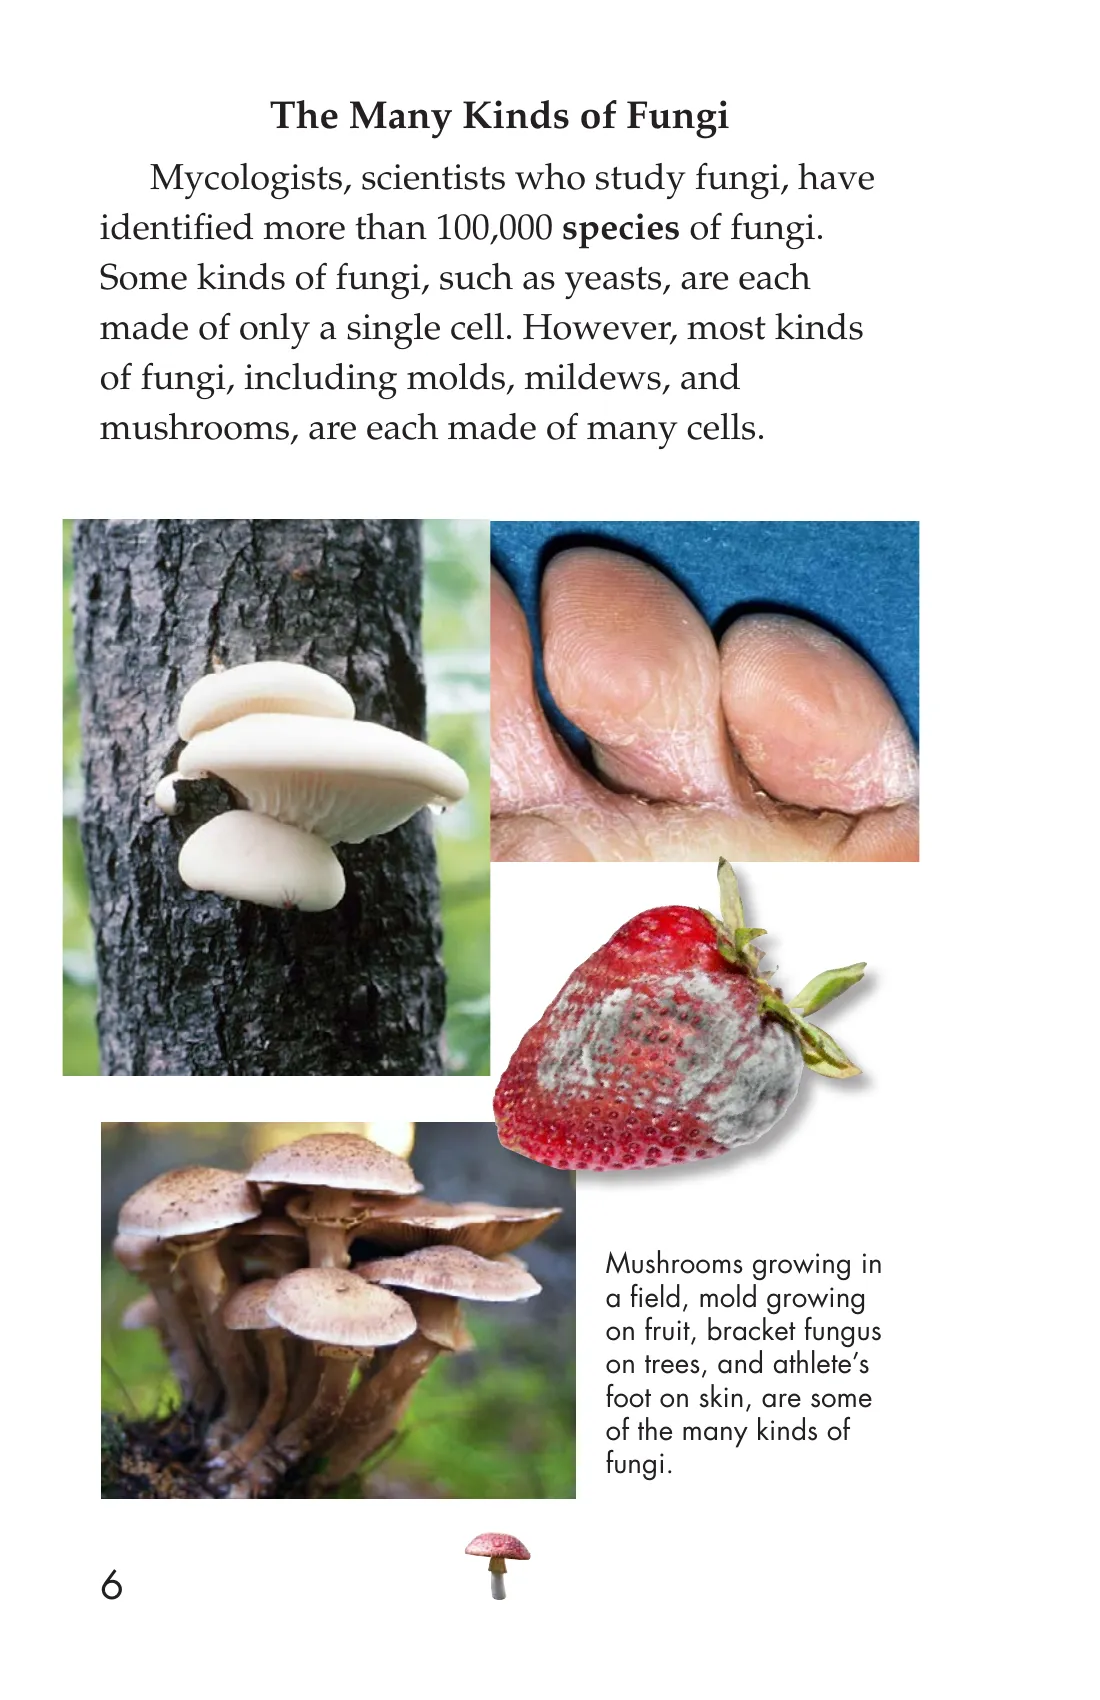 The Many Kinds of Fungi
Mycologists, scientists who study fungi, have
identified more than 100,000 species of fungi.
Some kinds of fungi, such as yeasts, are each
made of only a single cell. However, most kinds
of fungi, including molds, mildews, and
mushrooms, are each made of many cells.
Mushrooms growing in
a field, mold growing
on fruit, bracket fungus
on trees, and athlete's
foot on skin, are some
of the many kinds of
fungi.
6